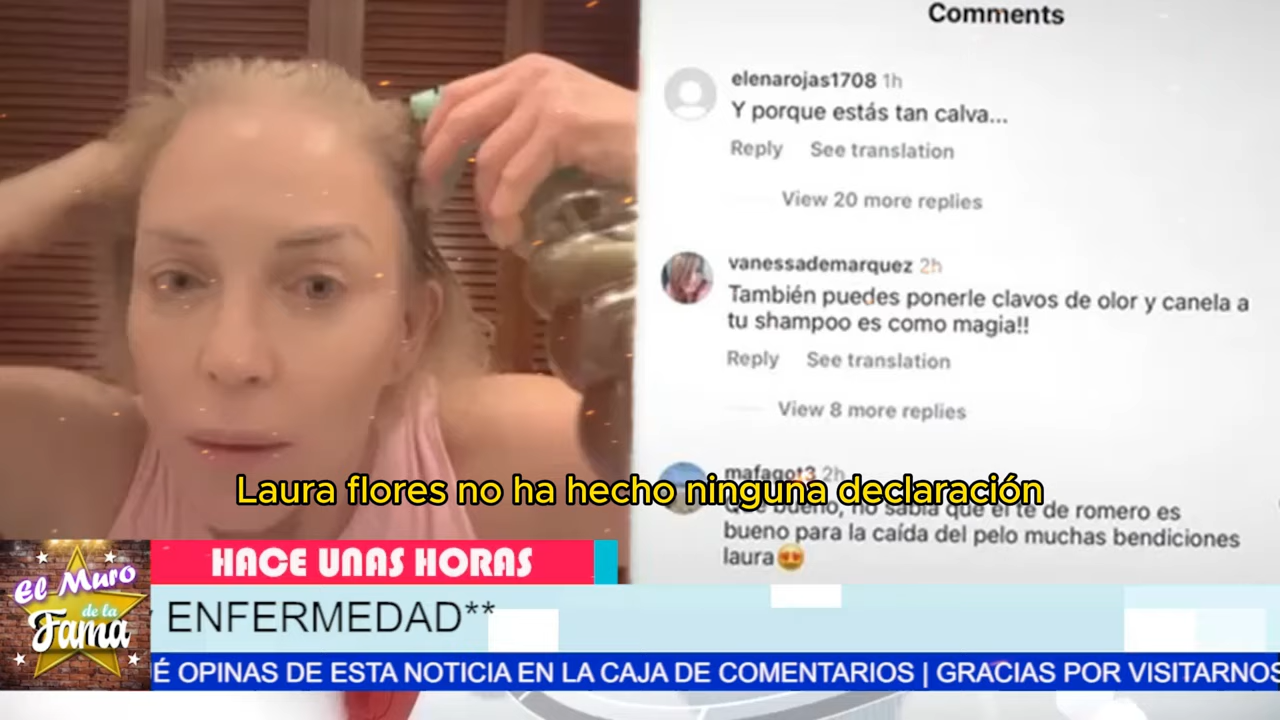 Comments
elenarojas1708 1h
Y porque estás tan calva...
Reply See translation
View 20 more replies
vanessademarquez 2h
También puedes ponerle clavos de olor y canela a
tu shampoo es como magia!!
Reply See translation
View 8 more replies
mafagot3 2h
Que bueno, no sabía que el te de romero es
bueno para la caída del pelo muchas bendiciones
laura😍
Laura flores no ha hecho ninguna declaración
HACE UNAS HORAS
El Muro
de la
Fama
ENFERMEDAD**
É OPINAS DE ESTA NOTICIA EN LA CAJA DE COMENTARIOS | GRACIAS POR VISITARNOS